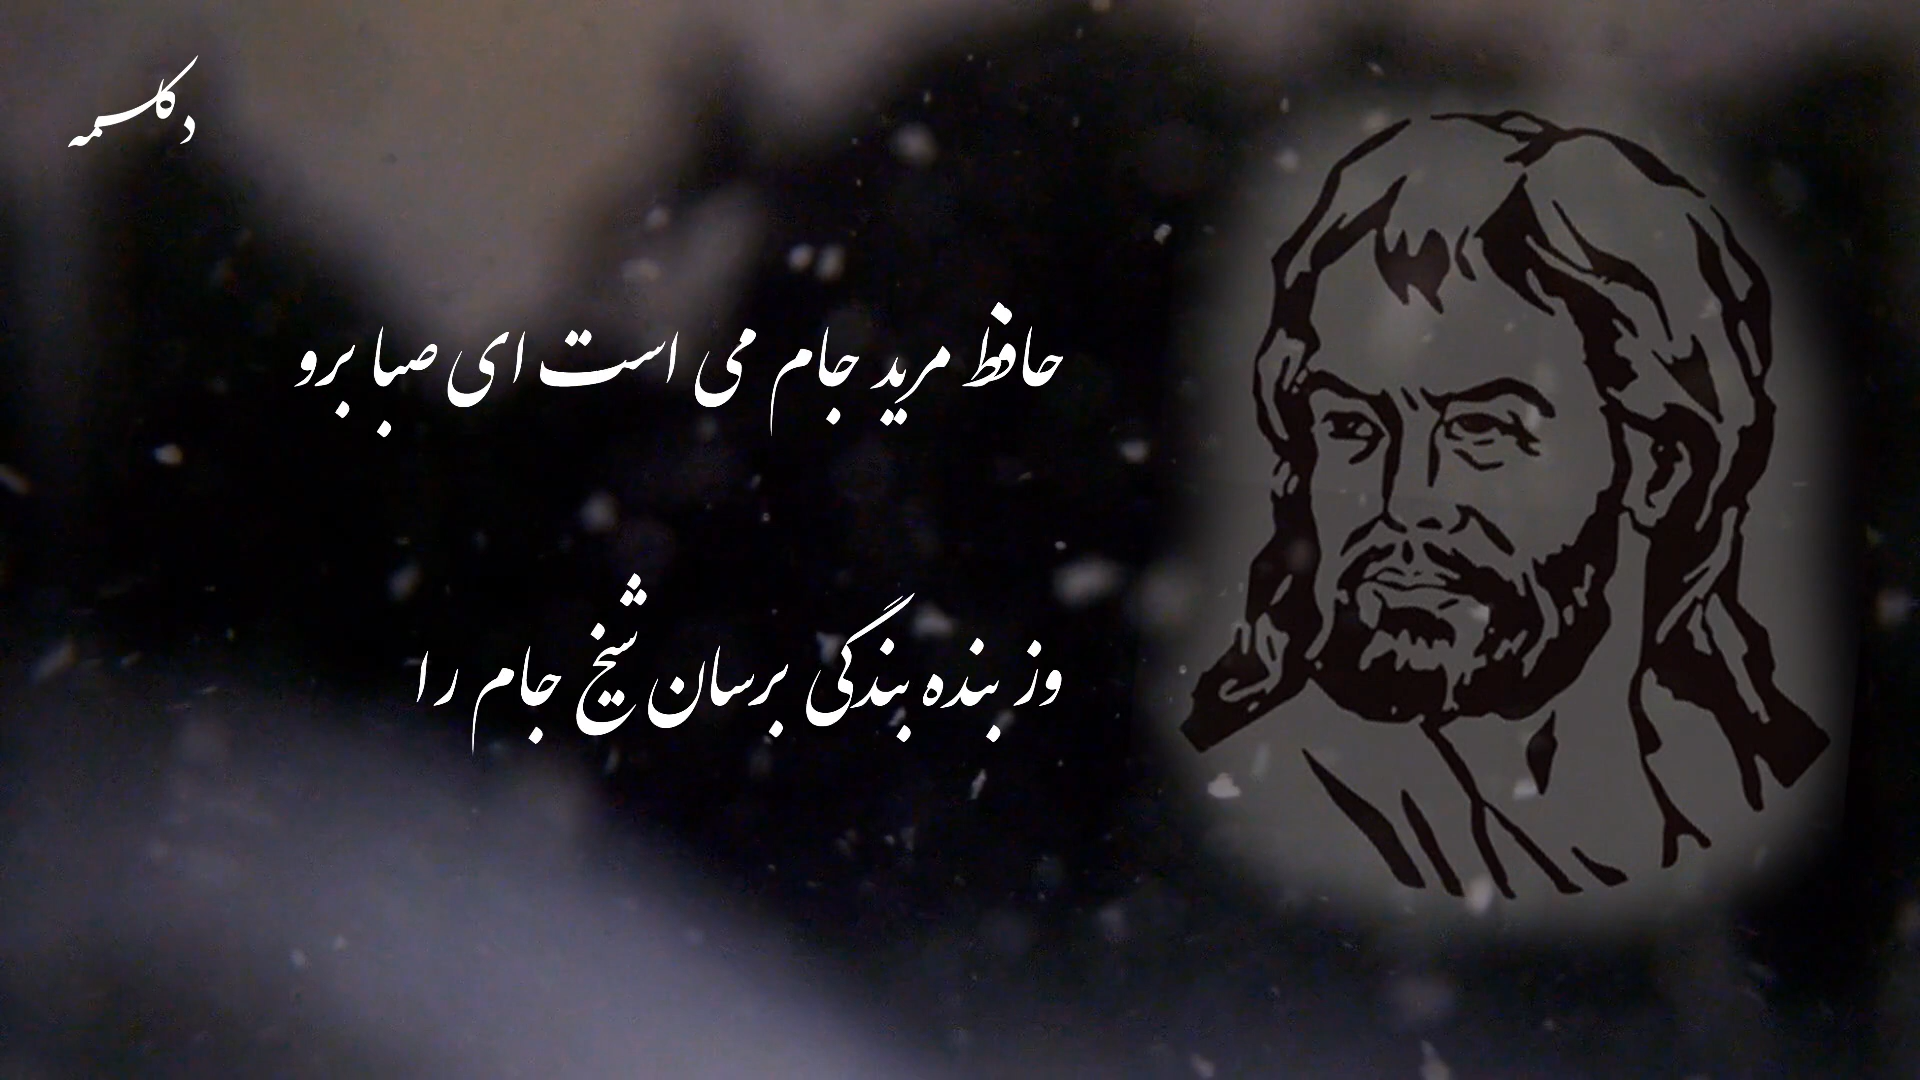 دکلمه
حافظ مرید جام می است ای صبا برو
وز بنده بندگی برسان شیخ جام را